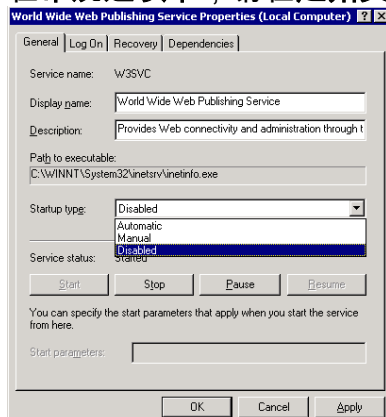 World Wide Web Publishing Service Properties (Local Computer)
General Log On Recovery Dependencies
Service name: W3SVC
Display name: World Wide Web Publishing Service
Description: Provides Web connectivity and administration through t
Path to executable:
C:\WINNT\System32\inetsrv\inetinfo.exe
Startup type: Disabled
Automatic
Manual
Disabled
Service status: Started
Start Stop Pause Resume
You can specify the start parameters that apply when you start the service
from here.
Start parameters:
OK Cancel Apply